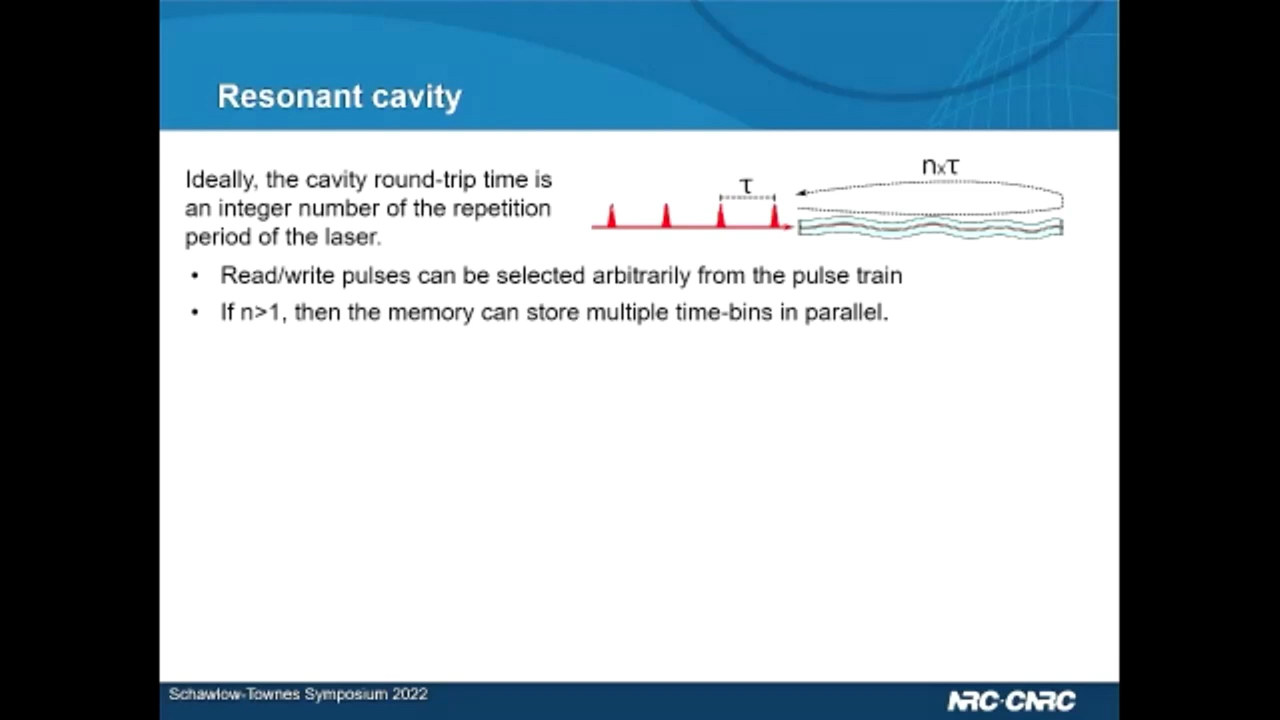 Resonant cavity
Ideally, the cavity round-trip time is
an integer number of the repetition
period of the laser.
τ
nxτ
• Read/write pulses can be selected arbitrarily from the pulse train
• If n>1, then the memory can store multiple time-bins in parallel.
Schawlow-Townes Symposium 2022
NRC·CNRC